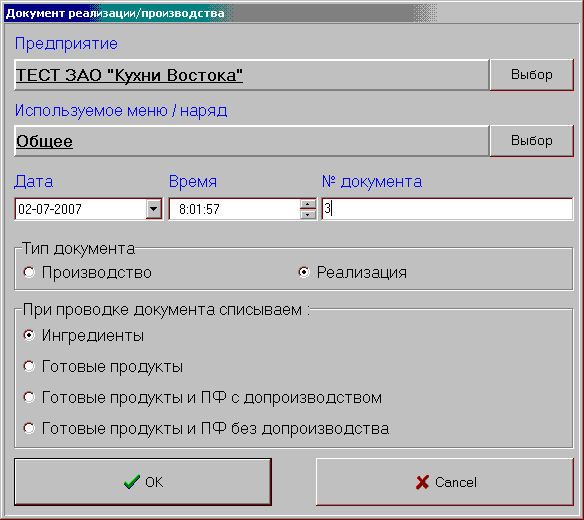 Документ реализации/производства
Предприятие
ТЕСТ ЗАО "Кухни Востока"
Выбор
Используемое меню / наряд
Общее
Выбор
Дата Время № документа
02-07-2007 8:01:57 3
Тип документа
Производство Реализация
При проводке документа списываем :
Ингредиенты
Готовые продукты
Готовые продукты и ПФ с допроизводством
Готовые продукты и ПФ без допроизводства
OK Cancel